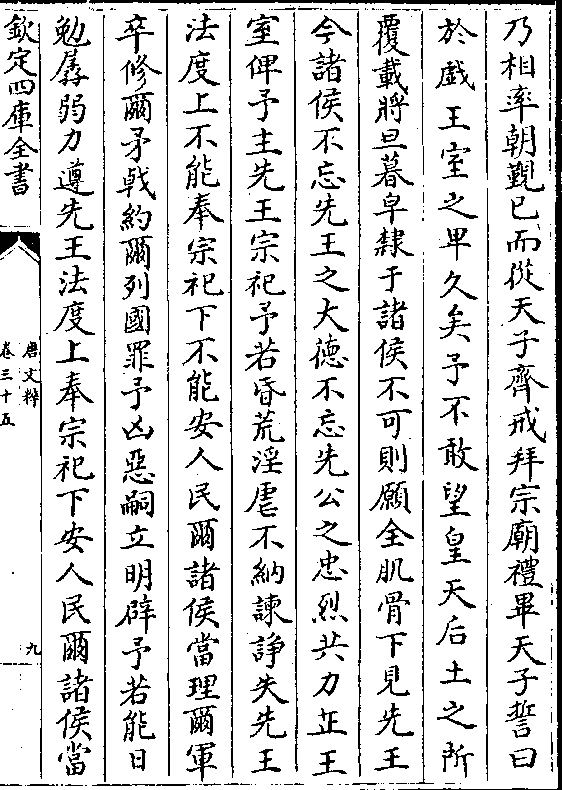 乃相率朝覲已而從天子齊戒拜宗廟禮畢天子誓曰
於戲王室之卑久矣予不敢望皇天后土之所
覆載將旦暮皁隸于諸侯不可則願全肌骨下見先王
今諸侯不忘先王之大德不忘先公之忠烈共力㽵王
室俾予主先王宗祀予若昏荒淫虐不納諫諍失先王
法度上不能奉宗祀下不能安人民爾諸侯當理爾軍
卒修爾矛㦸約爾列國罪予凶惡嗣立明辟予若能日
勉孱弱力遵先王法度上奉宗祀下安人民爾諸侯當
欽定四庫全書
唐文粹
卷三十五
九